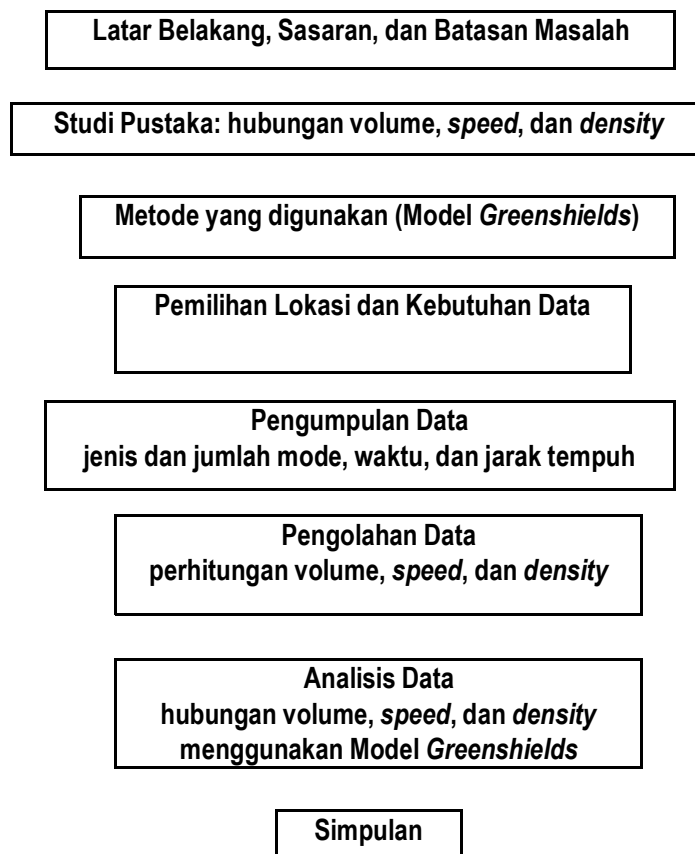 Latar Belakang, Sasaran, dan Batasan Masalah
Studi Pustaka: hubungan volume, speed, dan density
Metode yang digunakan (Model Greenshields)
Pemilihan Lokasi dan Kebutuhan Data
Pengumpulan Data
jenis dan jumlah mode, waktu, dan jarak tempuh
Pengolahan Data
perhitungan volume, speed, dan density
Analisis Data
hubungan volume, speed, dan density
menggunakan Model Greenshields
Simpulan